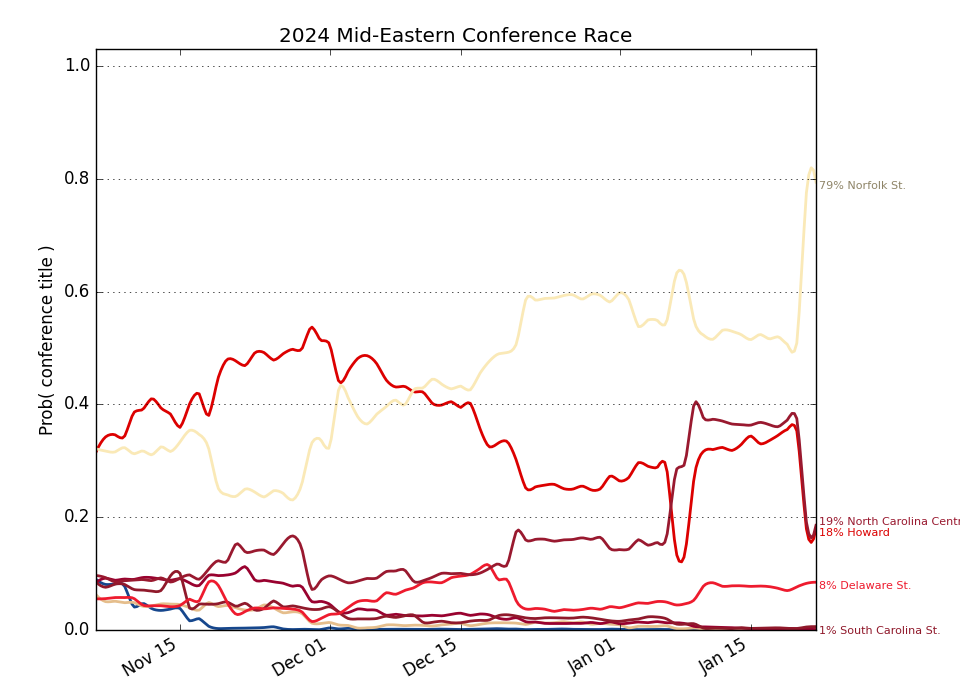 2024 Mid-Eastern Conference Race
Prob( conference title )
1.0
0.8
0.6
0.4
0.2
0.0
Nov 15
Dec 01
Dec 15
Jan 01
Jan 15
79% Norfolk St.
19% North Carolina Centr
18% Howard
8% Delaware St.
1% South Carolina St.